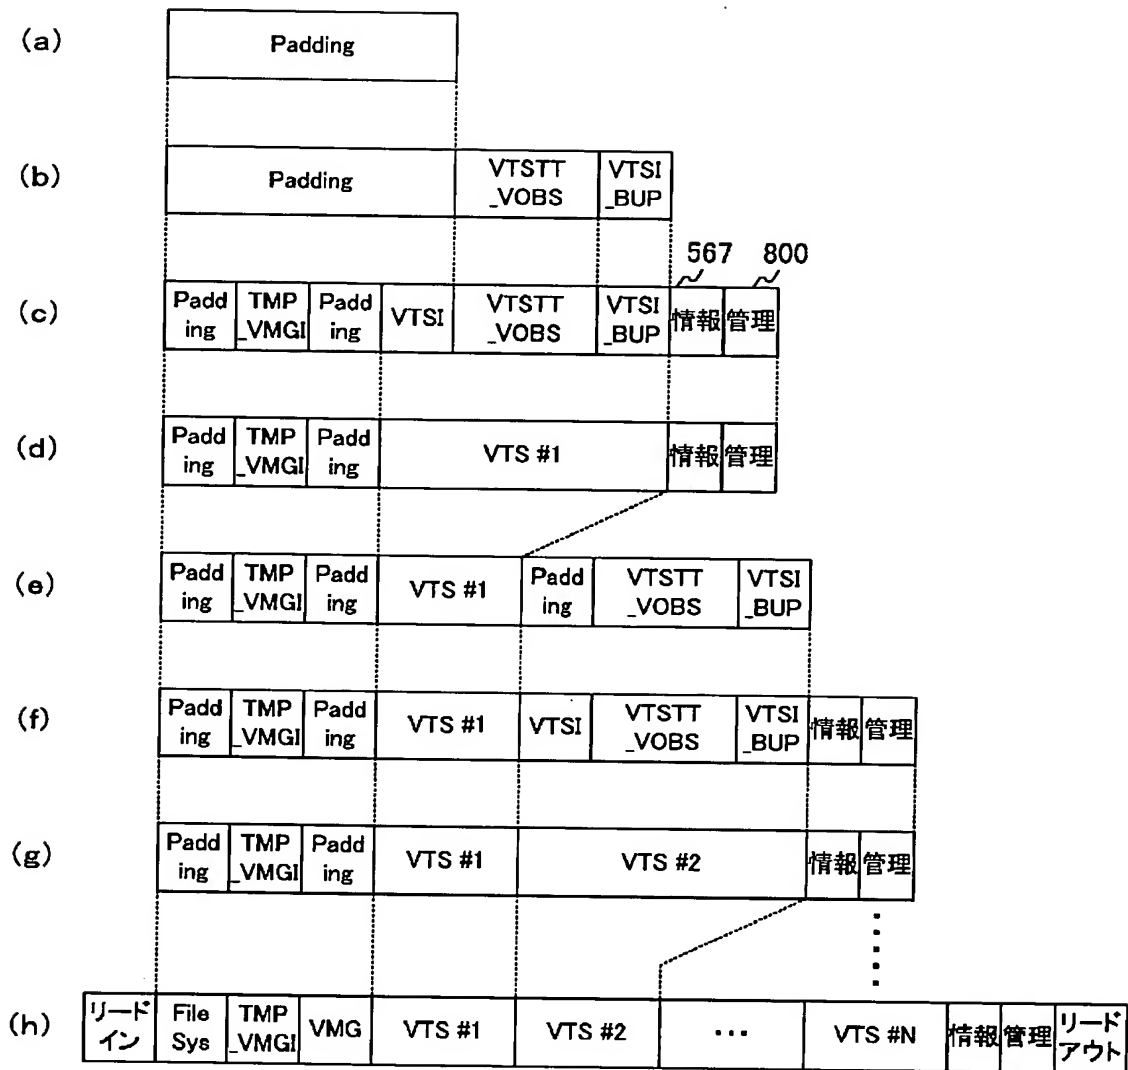 (a)
Padding
(b)
Padding
VTSTT
_VOBS
VTSI
_BUP
567
800
(c)
Padd
ing
TMP
_VMGI
Padd
ing
VTSI
VTSTT
_VOBS
VTSI
_BUP
情報
管理
(d)
Padd
ing
TMP
_VMGI
Padd
ing
VTS #1
情報
管理
(e)
Padd
ing
TMP
_VMGI
Padd
ing
VTS #1
Padd
ing
VTSTT
_VOBS
VTSI
_BUP
(f)
Padd
ing
TMP
_VMGI
Padd
ing
VTS #1
VTSI
VTSTT
_VOBS
VTSI
_BUP
情報
管理
(g)
Padd
ing
TMP
_VMGI
Padd
ing
VTS #1
VTS #2
情報
管理
(h)
リード
イン
File
Sys
TMP
_VMGI
VMG
VTS #1
VTS #2
•••
VTS #N
情報
管理
リード
アウト